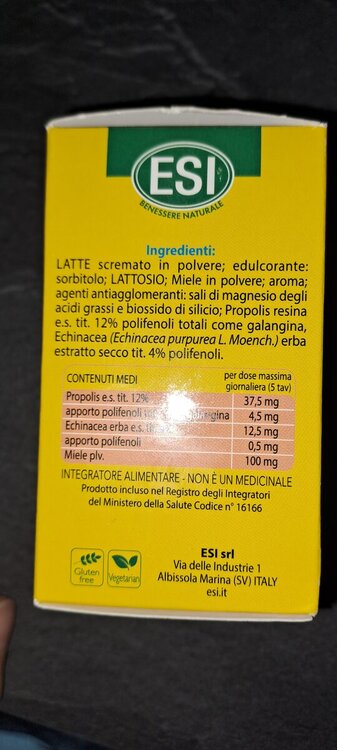 ESI
BENESSERE NATURALE
Ingredienti:
LATTE scremato in polvere; edulcorante:
sorbitolo; LATTOSIO; Miele in polvere; aroma;
agenti antiagglomeranti: sali di magnesio degli
acidi grassi e biossido di silicio; Propolis resina
e.s. tit. 12% polifenoli totali come galangina,
Echinacea (Echinacea purpurea L. Moench.) erba
estratto secco tit. 4% polifenoli.
CONTENUTI MEDI per dose massima
giornaliera (5 tav)
Propolis e.s. tit. 12% 37,5 mg
apporto polifenoli galangina 4,5 mg
Echinacea erba e.s. 12,5 mg
apporto polifenoli 0,5 mg
Miele plv. 100 mg
INTEGRATORE ALIMENTARE - NON È UN MEDICINALE
Prodotto incluso nel Registro degli Integratori
del Ministero della Salute Codice n° 16166
Gluten
free
Vegetarian
ESI srl
Via delle Industrie 1
Albissola Marina (SV) ITALY
esi.it